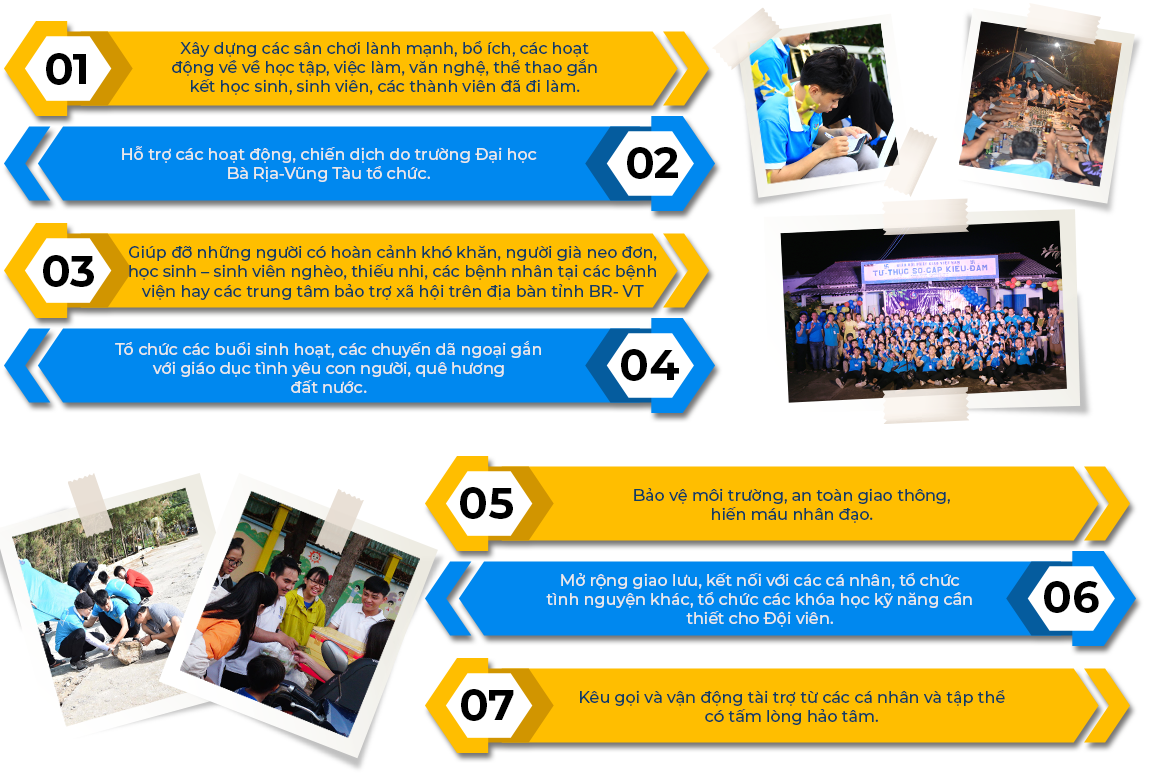 01
Xây dựng các sân chơi lành mạnh, bổ ích, các hoạt
động về về học tập, việc làm, văn nghệ, thể thao gắn
kết học sinh, sinh viên, các thành viên đã đi làm.
Hỗ trợ các hoạt động, chiến dịch do trường Đại học
Bà Rịa-Vũng Tàu tổ chức.
02
03
Giúp đỡ những người có hoàn cảnh khó khăn, người già neo đơn,
học sinh – sinh viên nghèo, thiếu nhi, các bệnh nhân tại các bệnh
viện hay các trung tâm bảo trợ xã hội trên địa bàn tỉnh BR- VT
TƯ-THỤC SƠ-CẤP KIỀU-ĐÀM
Tổ chức các buổi sinh hoạt, các chuyến dã ngoại gắn
với giáo dục tình yêu con người, quê hương
đất nước.
04
05
Bảo vệ môi trường, an toàn giao thông,
hiến máu nhân đạo.
Mở rộng giao lưu, kết nối với các cá nhân, tổ chức
tình nguyện khác, tổ chức các khóa học kỹ năng cần
thiết cho Đội viên.
06
07
Kêu gọi và vận động tài trợ từ các cá nhân và tập thể
có tấm lòng hảo tâm.